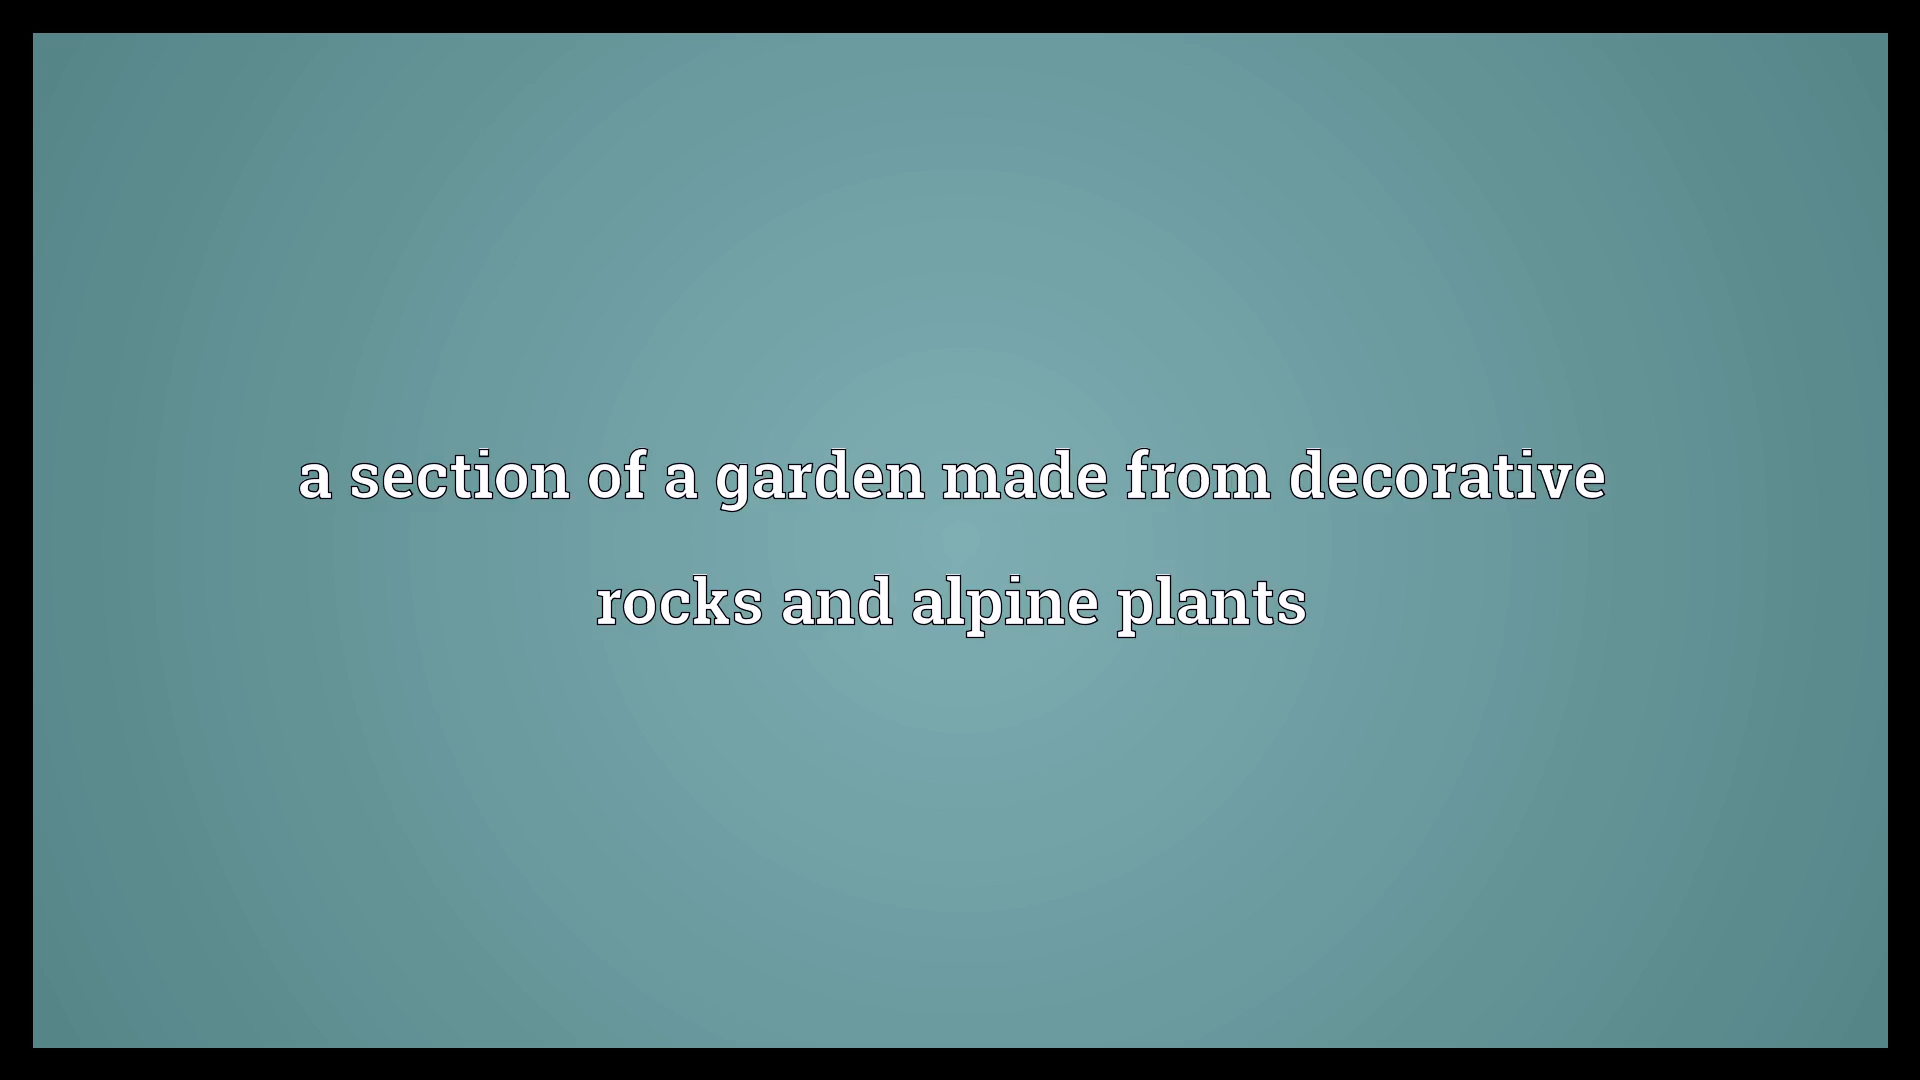 a section of a garden made from decorative
rocks and alpine plants